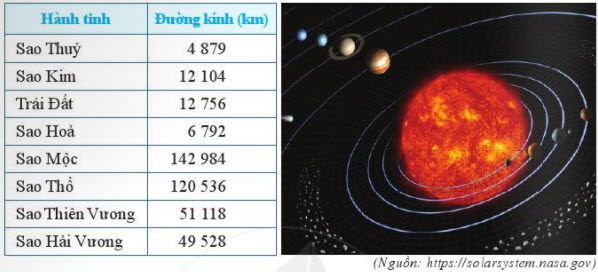 Hành tinh Đường kính (km)
Sao Thuỷ 4 879
Sao Kim 12 104
Trái Đất 12 756
Sao Hoả 6 792
Sao Mộc 142 984
Sao Thổ 120 536
Sao Thiên Vương 51 118
Sao Hải Vương 49 528
(Nguồn: https://solarsystem.nasa.gov)